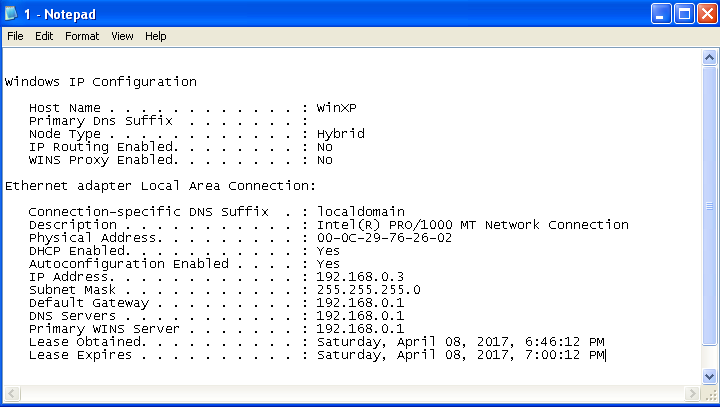 1 - Notepad
File Edit Format View Help
Windows IP Configuration
Host Name . . . . . . . . . . . . : WinXP
Primary Dns Suffix  . . . . . . . :
Node Type . . . . . . . . . . . . : Hybrid
IP Routing Enabled. . . . . . . . : No
WINS Proxy Enabled. . . . . . . . : No
Ethernet adapter Local Area Connection:
Connection-specific DNS Suffix  . : localdomain
Description . . . . . . . . . . . : Intel(R) PRO/1000 MT Network Connection
Physical Address. . . . . . . . . : 00-0C-29-76-26-02
DHCP Enabled. . . . . . . . . . . : Yes
Autoconfiguration Enabled . . . . : Yes
IP Address. . . . . . . . . . . . : 192.168.0.3
Subnet Mask . . . . . . . . . . . : 255.255.255.0
Default Gateway . . . . . . . . . : 192.168.0.1
DNS Servers . . . . . . . . . . . : 192.168.0.1
Primary WINS Server . . . . . . . : 192.168.0.1
Lease Obtained. . . . . . . . . . : Saturday, April 08, 2017, 6:46:12 PM
Lease Expires . . . . . . . . . . : Saturday, April 08, 2017, 7:00:12 PM